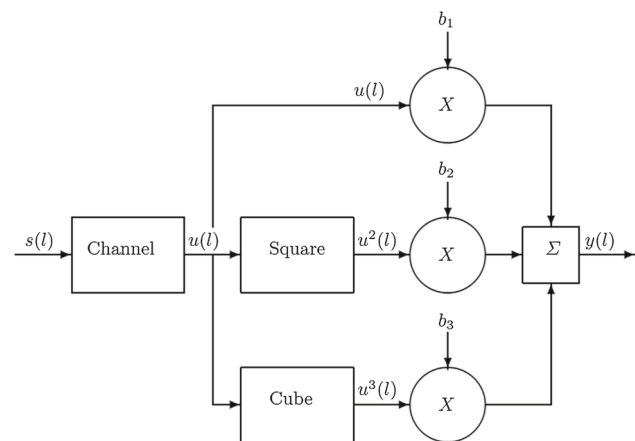 b₁
u(l)
X
b₂
s(l)
Channel
u(l)
Square
u²(l)
X
Σ
y(l)
b₃
Cube
u³(l)
X